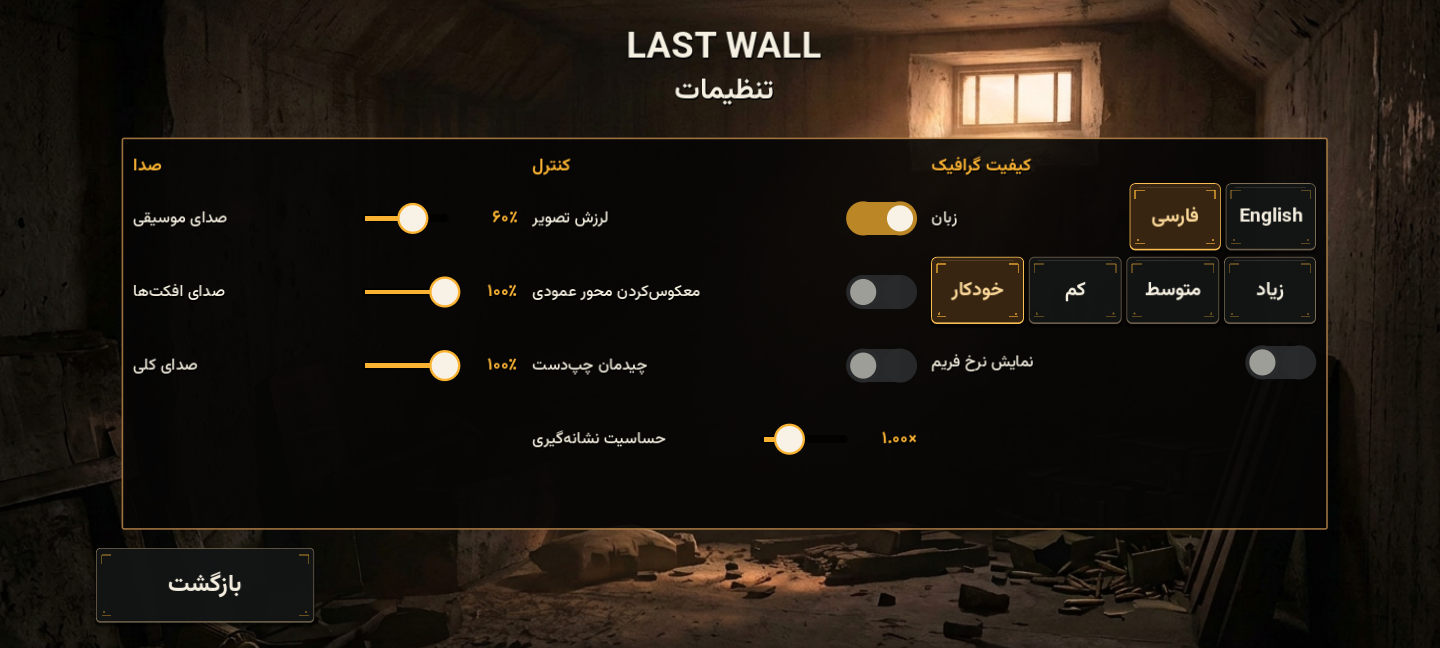 LAST WALL
تنظیمات
صدا
صدای موسیقی
۶۰٪
صدای افکت‌ها
۱۰۰٪
صدای کلی
۱۰۰٪
کنترل
لرزش تصویر
معکوس‌کردن محور عمودی
چیدمان چپ‌دست
حساسیت نشانه‌گیری
۱.۰۰×
کیفیت گرافیک
زبان
فارسی
English
خودکار
کم
متوسط
زیاد
نمایش نرخ فریم
بازگشت